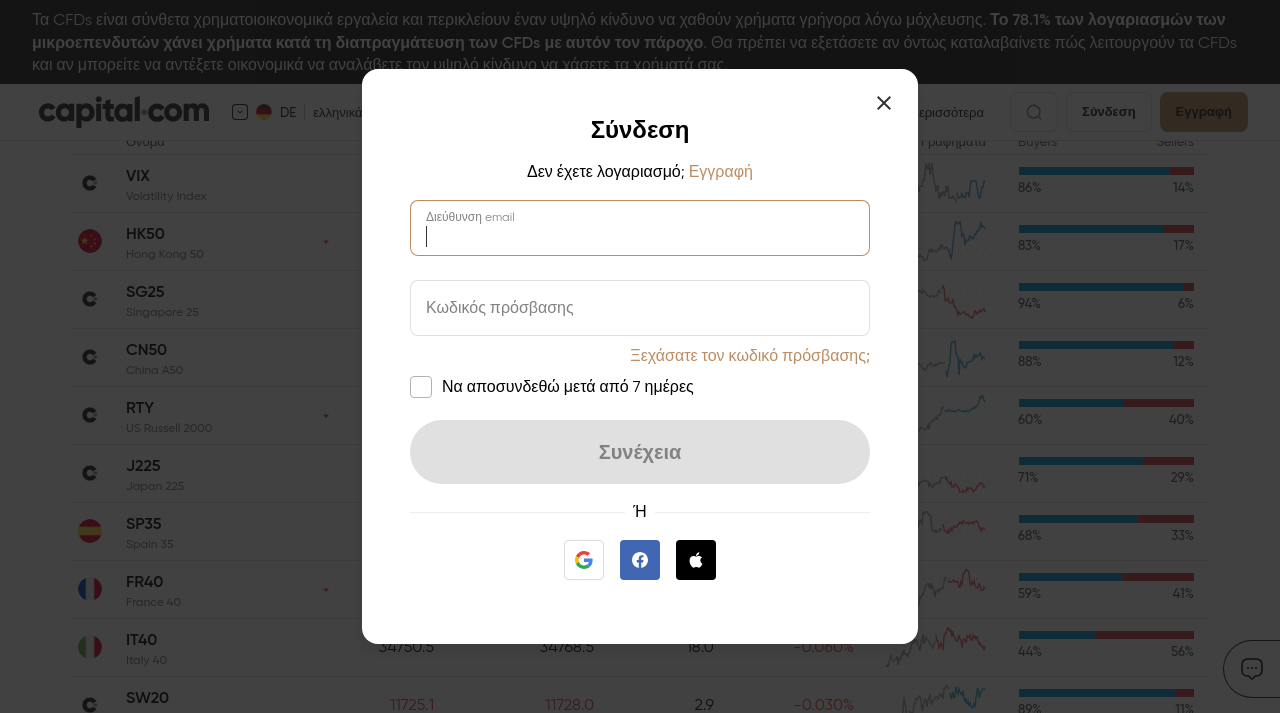 Τα CFDs είναι σύνθετα χρηματοιοικονομικά εργαλεία και περικλείουν έναν υψηλό κίνδυνο να χαθούν χρήματα γρήγορα λόγω μόχλευσης. Το 78.1% των λογαριασμών των
μικροεπενδυτών χάνει χρήματα κατά τη διαπραγμάτευση των CFDs με αυτόν τον πάροχο. Θα πρέπει να εξετάσετε αν όντως καταλαβαίνετε πώς λειτουργούν τα CFDs
και αν μπορείτε να αντέξετε οικονομικά να αναλάβετε τον υψηλό κίνδυνο να χάσετε τα χρήματά σας
capital.com DE ελληνικά Σύνδεση Εγγραφή
Όνομα Buyers Sellers
VIX
Volatility Index 86% 14%
HK50
Hong Kong 50 83% 17%
SG25
Singapore 25 94% 6%
CN50
China A50 88% 12%
RTY
US Russell 2000 60% 40%
J225
Japan 225 71% 29%
SP35
Spain 35 68% 33%
FR40
France 40 59% 41%
IT40 34750.5 34768.5 18.0 -0.060%
Italy 40 44% 56%
SW20 11725.1 11728.0 2.9 -0.030%
89% 11%
Σύνδεση
Δεν έχετε λογαριασμό; Εγγραφή
Διεύθυνση email
Κωδικός πρόσβασης
Ξεχάσατε τον κωδικό πρόσβασης;
Να αποσυνδεθώ μετά από 7 ημέρες
Συνέχεια
Ή